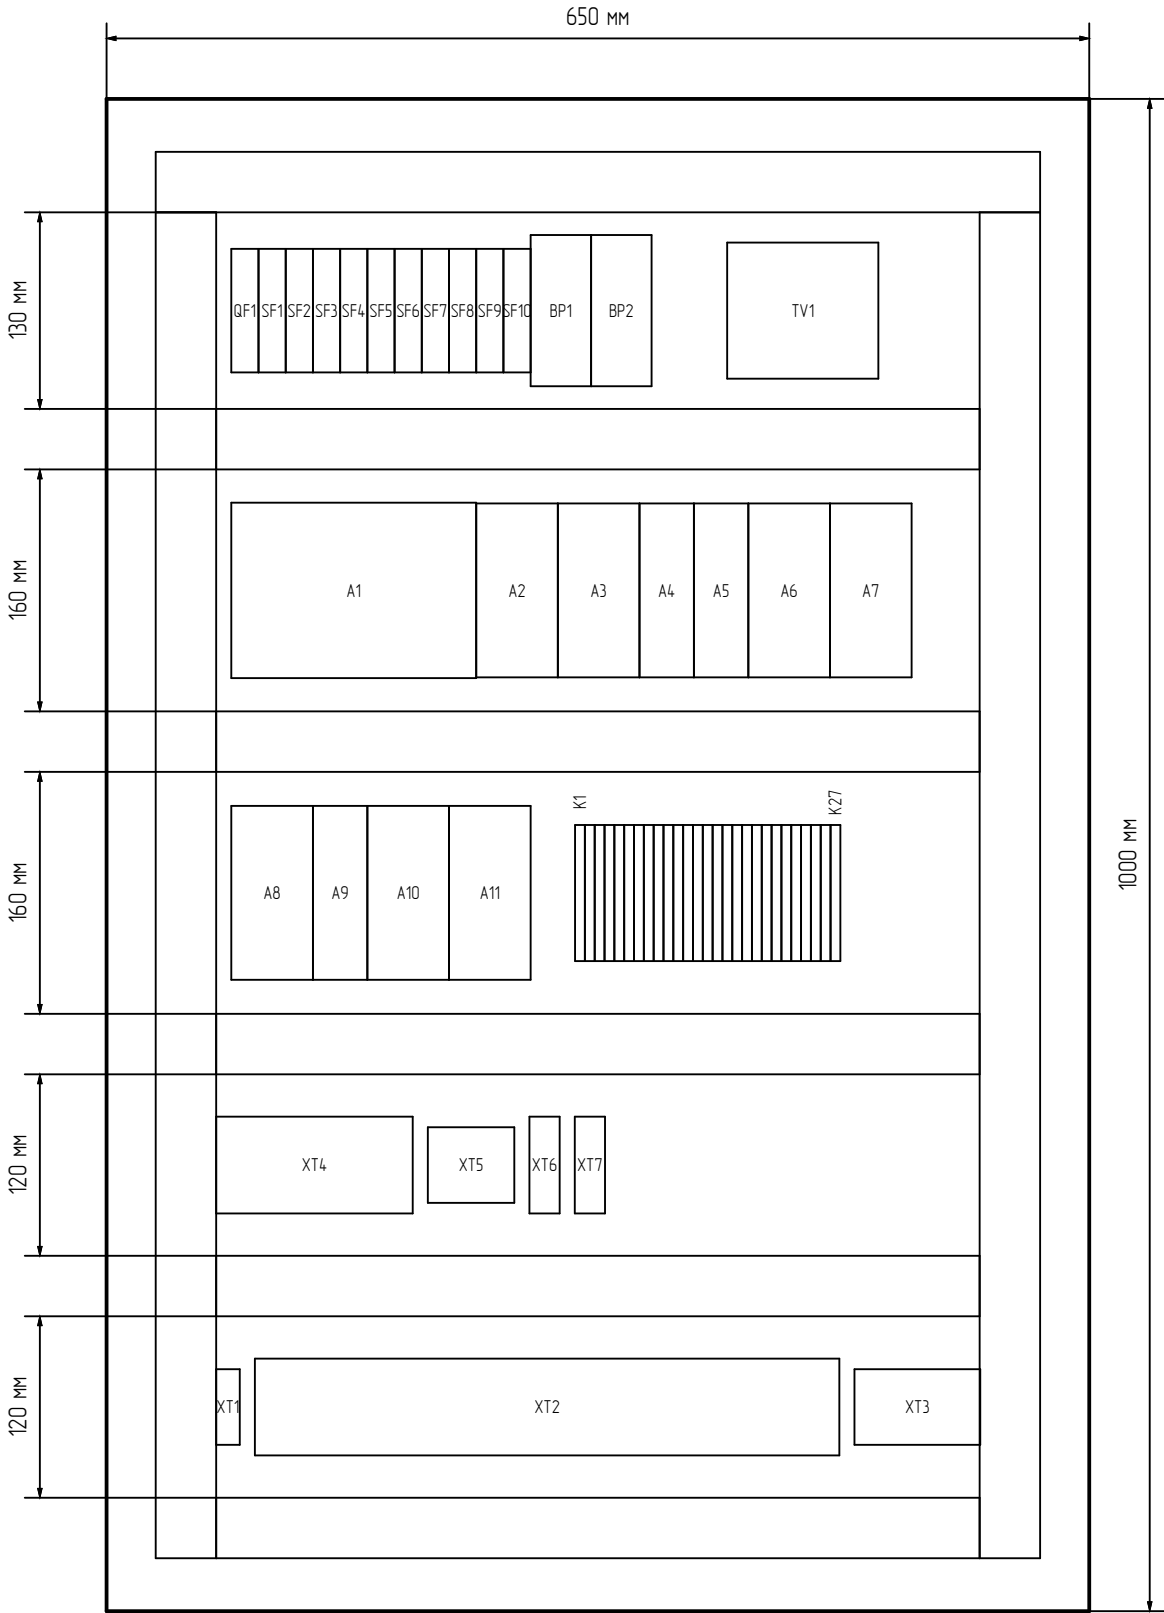 650 мм
130 мм
QF1 SF1 SF2 SF3 SF4 SF5 SF6 SF7 SF8 SF9 SF10 BP1 BP2 TV1
160 мм
A1 A2 A3 A4 A5 A6 A7
K1 K27
160 мм
A8 A9 A10 A11
1000 мм
120 мм
XT4 XT5 XT6 XT7
120 мм
XT1 XT2 XT3